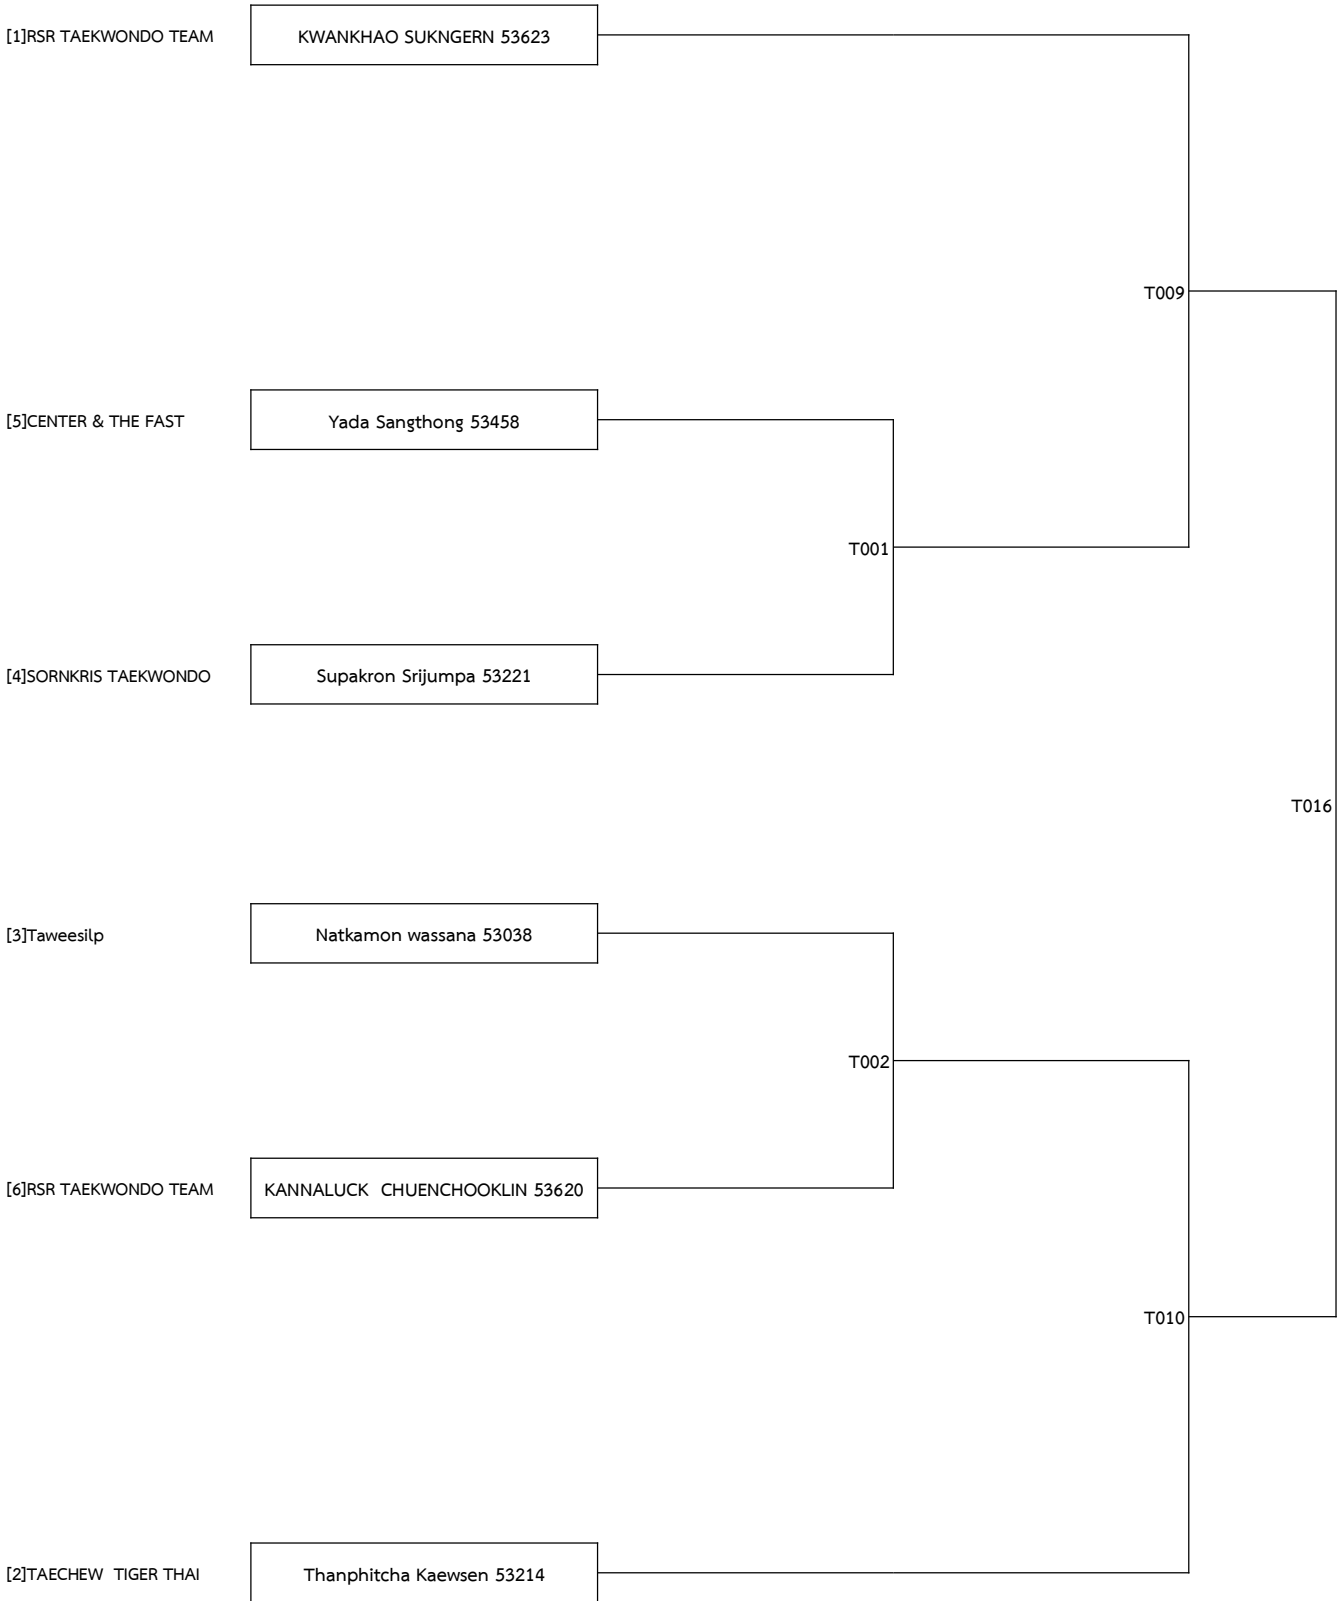 [1]RSR TAEKWONDO TEAM KWANKHAO SUKNGERN 53623
T009
[5]CENTER & THE FAST Yada Sangthong 53458
T001
[4]SORNKRIS TAEKWONDO Supakron Srijumpa 53221
T016
[3]Taweesilp Natkamon wassana 53038
T002
[6]RSR TAEKWONDO TEAM KANNALUCK  CHUENCHOOKLIN 53620
T010
[2]TAECHEW  TIGER THAI Thanphitcha Kaewsen 53214